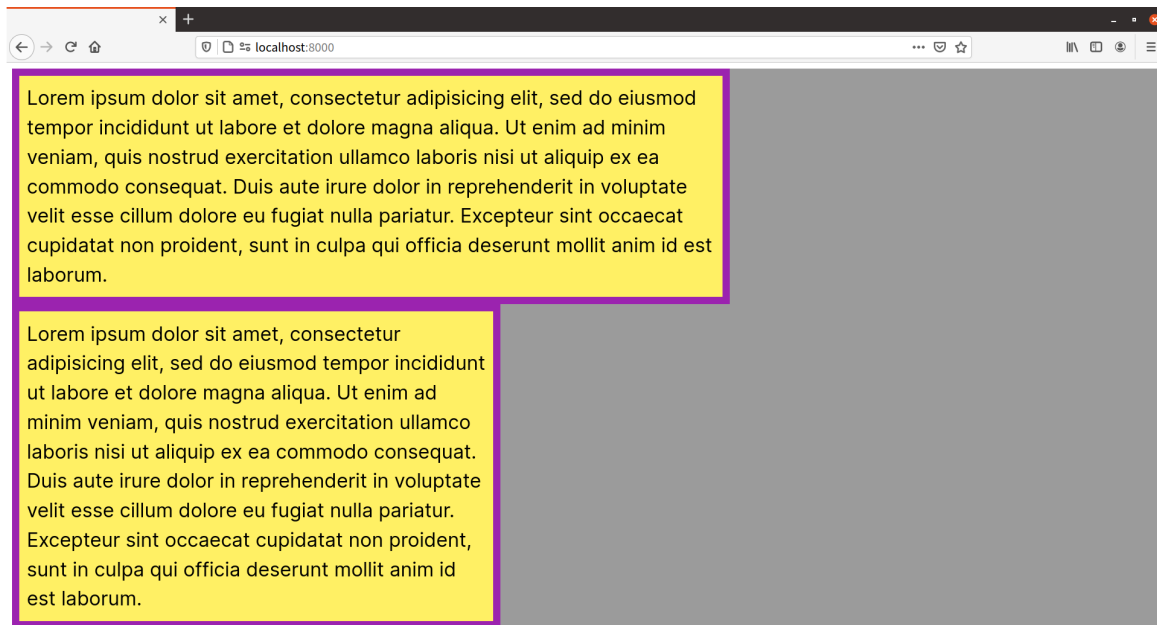 localhost:8000
Lorem ipsum dolor sit amet, consectetur adipisicing elit, sed do eiusmod
tempor incididunt ut labore et dolore magna aliqua. Ut enim ad minim
veniam, quis nostrud exercitation ullamco laboris nisi ut aliquip ex ea
commodo consequat. Duis aute irure dolor in reprehenderit in voluptate
velit esse cillum dolore eu fugiat nulla pariatur. Excepteur sint occaecat
cupidatat non proident, sunt in culpa qui officia deserunt mollit anim id est
laborum.
Lorem ipsum dolor sit amet, consectetur
adipisicing elit, sed do eiusmod tempor incididunt
ut labore et dolore magna aliqua. Ut enim ad
minim veniam, quis nostrud exercitation ullamco
laboris nisi ut aliquip ex ea commodo consequat.
Duis aute irure dolor in reprehenderit in voluptate
velit esse cillum dolore eu fugiat nulla pariatur.
Excepteur sint occaecat cupidatat non proident,
sunt in culpa qui officia deserunt mollit anim id
est laborum.